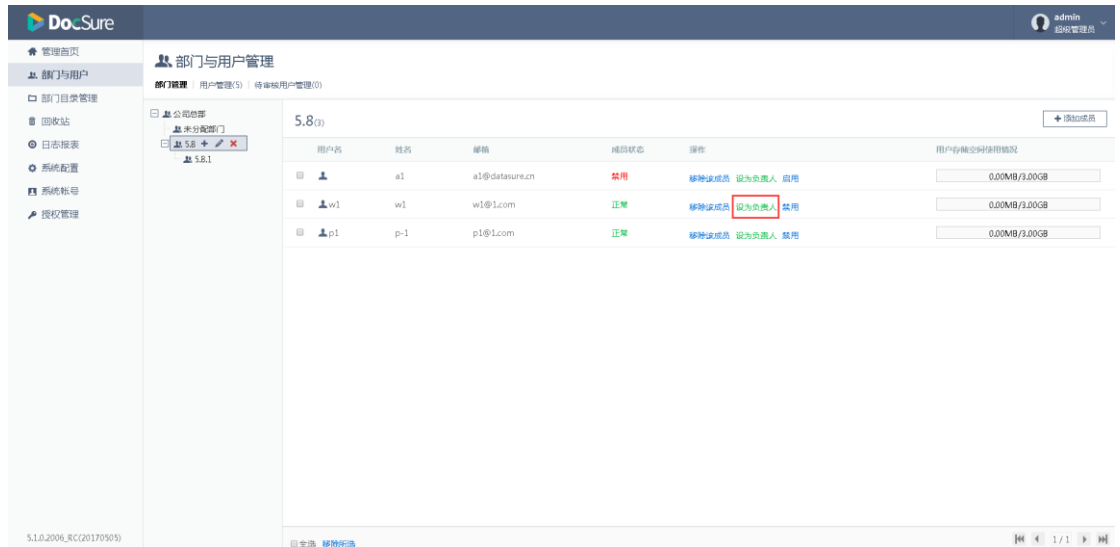 DocSure
admin
超级管理员
管理首页
部门与用户
部门目录管理
回收站
日志报表
系统配置
系统帐号
授权管理
5.1.0.2006_RC(20170505)
部门与用户管理
部门管理 用户管理(5) 待审核用户管理(0)
公司总部
未分配部门
5.8
5.8.1
5.8(3)
添加成员
用户名 姓名 邮箱 成员状态 操作 用户存储空间使用情况
a1 a1@datasure.cn 禁用 移除该成员 设为负责人 启用 0.00MB/3.00GB
w1 w1 w1@1.com 正常 移除该成员 设为负责人 禁用 0.00MB/3.00GB
p1 p-1 p1@1.com 正常 移除该成员 设为负责人 禁用 0.00MB/3.00GB
全选 移除所选 1/1